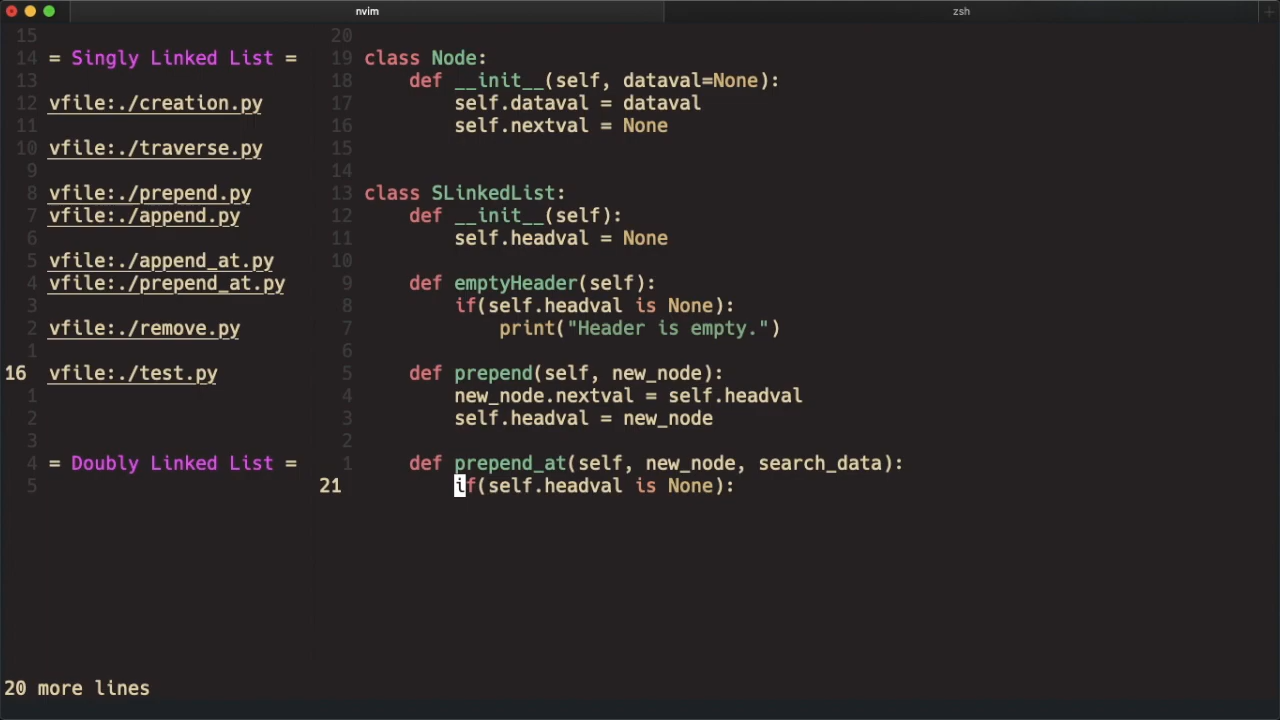 nvim
zsh
15
14 = Singly Linked List =
13
12 vfile:./creation.py
11
10 vfile:./traverse.py
9
8 vfile:./prepend.py
7 vfile:./append.py
6
5 vfile:./append_at.py
4 vfile:./prepend_at.py
3
2 vfile:./remove.py
1
16 vfile:./test.py
1
2
3
4 = Doubly Linked List =
5
20
19 class Node:
18     def __init__(self, dataval=None):
17         self.dataval = dataval
16         self.nextval = None
15
14
13 class SLinkedList:
12     def __init__(self):
11         self.headval = None
10
9     def emptyHeader(self):
8         if(self.headval is None):
7             print("Header is empty.")
6
5     def prepend(self, new_node):
4         new_node.nextval = self.headval
3         self.headval = new_node
2
1     def prepend_at(self, new_node, search_data):
21         if(self.headval is None):
20 more lines